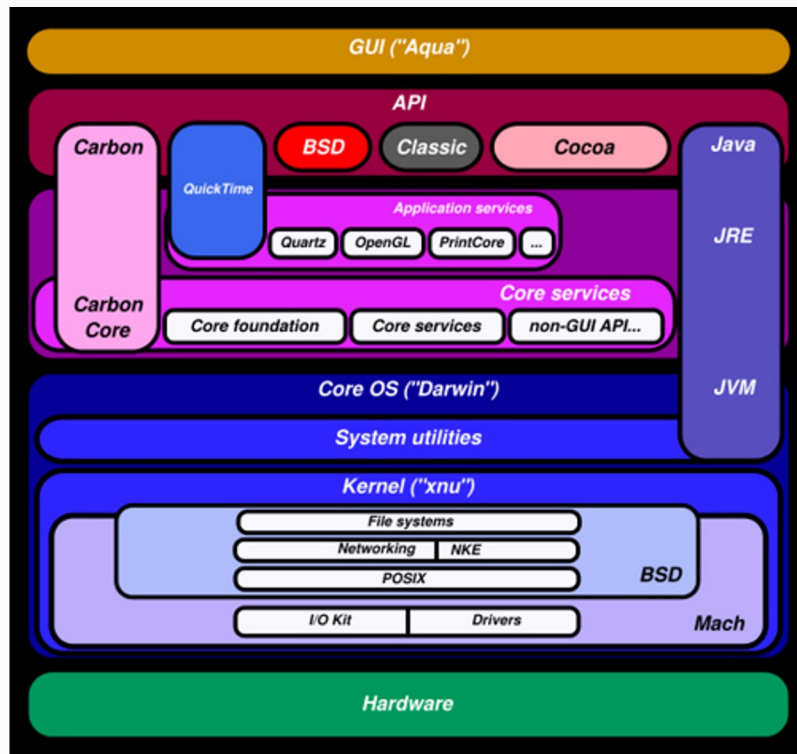 GUI ("Aqua")
API
Carbon
QuickTime
BSD
Classic
Cocoa
Java
Application services
Quartz
OpenGL
PrintCore
...
JRE
Carbon
Core
Core services
Core foundation
Core services
non-GUI API...
Core OS ("Darwin")
JVM
System utilities
Kernel ("xnu")
File systems
Networking
NKE
POSIX
BSD
I/O Kit
Drivers
Mach
Hardware